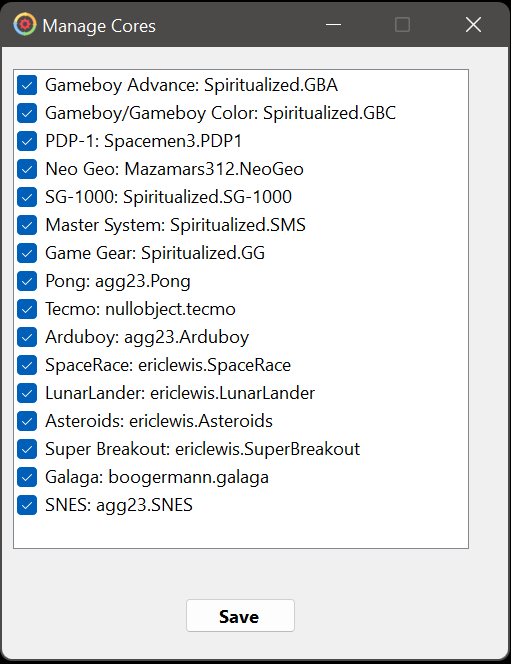 Manage Cores
Gameboy Advance: Spiritualized.GBA
Gameboy/Gameboy Color: Spiritualized.GBC
PDP-1: Spacemen3.PDP1
Neo Geo: Mazamars312.NeoGeo
SG-1000: Spiritualized.SG-1000
Master System: Spiritualized.SMS
Game Gear: Spiritualized.GG
Pong: agg23.Pong
Tecmo: nullobject.tecmo
Arduboy: agg23.Arduboy
SpaceRace: ericlewis.SpaceRace
LunarLander: ericlewis.LunarLander
Asteroids: ericlewis.Asteroids
Super Breakout: ericlewis.SuperBreakout
Galaga: boogermann.galaga
SNES: agg23.SNES
Save